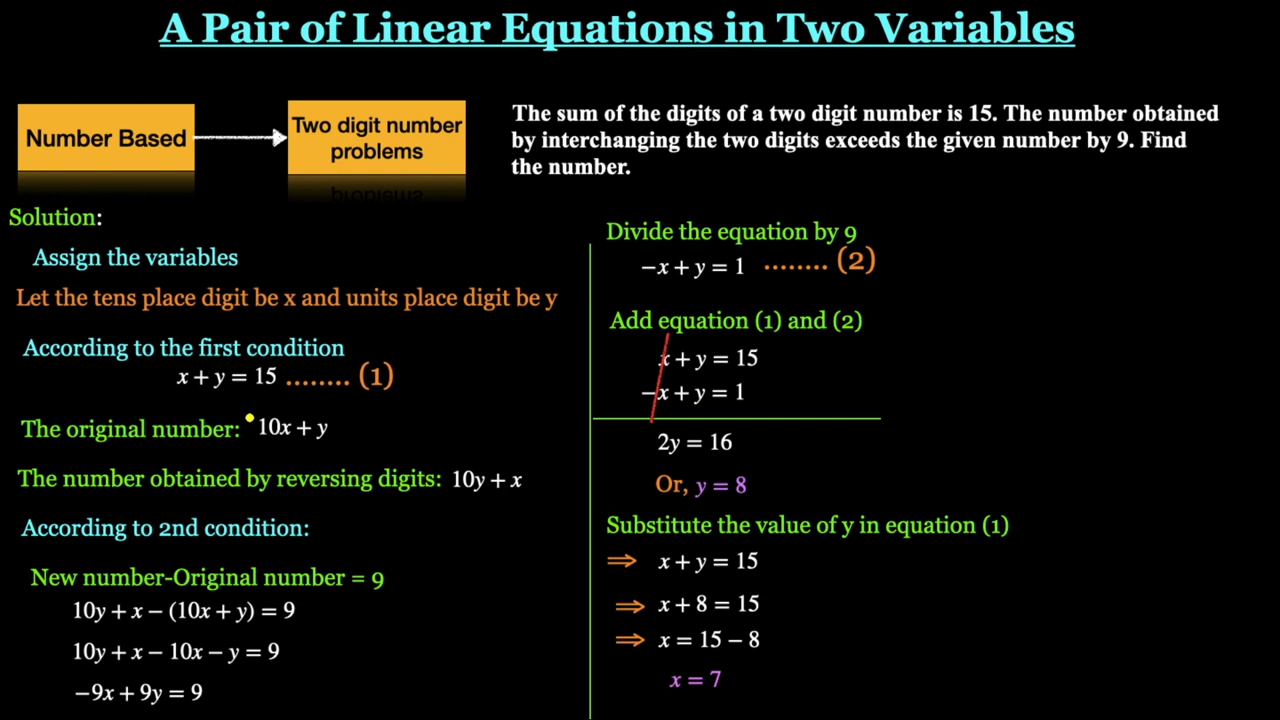 A Pair of Linear Equations in Two Variables
Number Based
Two digit number
problems
The sum of the digits of a two digit number is 15. The number obtained
by interchanging the two digits exceeds the given number by 9. Find
the number.
Solution:
Assign the variables
Let the tens place digit be x and units place digit be y
According to the first condition
x + y = 15 ........ (1)
The original number: 10x + y
The number obtained by reversing digits: 10y + x
According to 2nd condition:
New number-Original number = 9
10y + x − (10x + y) = 9
10y + x − 10x − y = 9
−9x + 9y = 9
Divide the equation by 9
−x + y = 1 ........ (2)
Add equation (1) and (2)
x + y = 15
−x + y = 1
2y = 16
Or, y = 8
Substitute the value of y in equation (1)
⇒ x + y = 15
⇒ x + 8 = 15
⇒ x = 15 − 8
x = 7